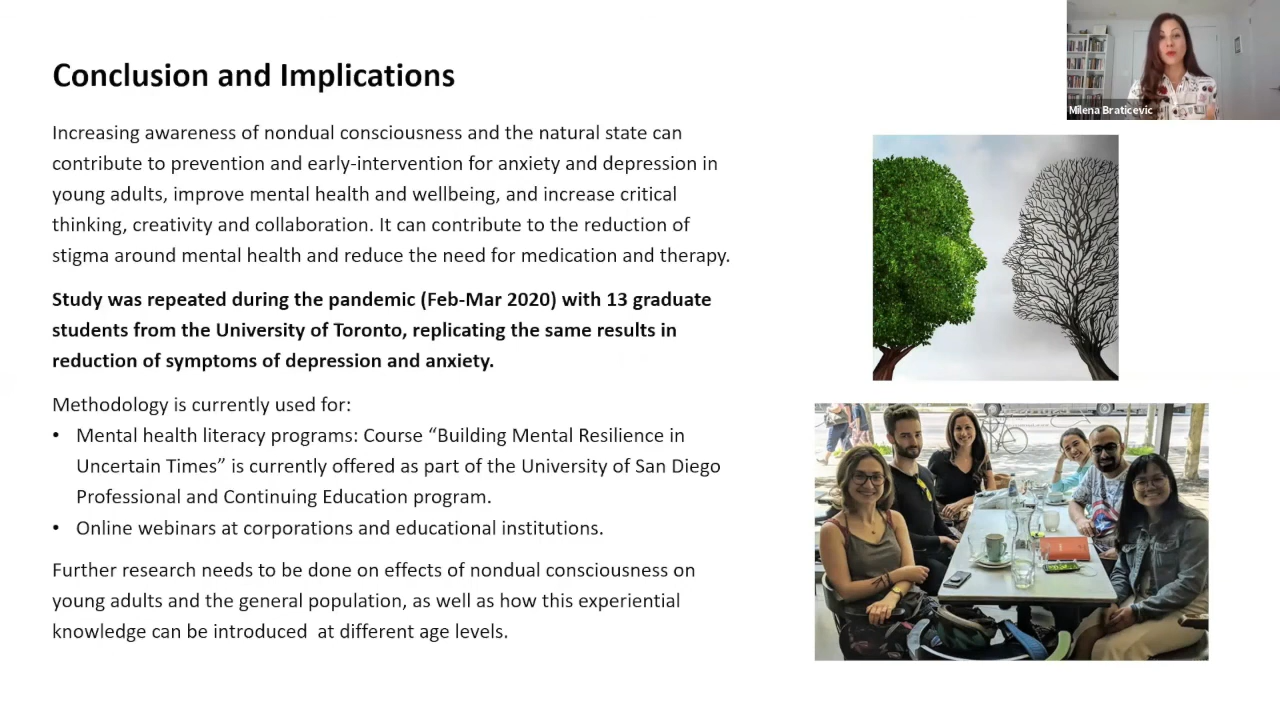 Conclusion and Implications
Milena Braticevic
Increasing awareness of nondual consciousness and the natural state can
contribute to prevention and early-intervention for anxiety and depression in
young adults, improve mental health and wellbeing, and increase critical
thinking, creativity and collaboration. It can contribute to the reduction of
stigma around mental health and reduce the need for medication and therapy.
Study was repeated during the pandemic (Feb-Mar 2020) with 13 graduate
students from the University of Toronto, replicating the same results in
reduction of symptoms of depression and anxiety.
Methodology is currently used for:
• Mental health literacy programs: Course “Building Mental Resilience in
Uncertain Times” is currently offered as part of the University of San Diego
Professional and Continuing Education program.
• Online webinars at corporations and educational institutions.
Further research needs to be done on effects of nondual consciousness on
young adults and the general population, as well as how this experiential
knowledge can be introduced  at different age levels.